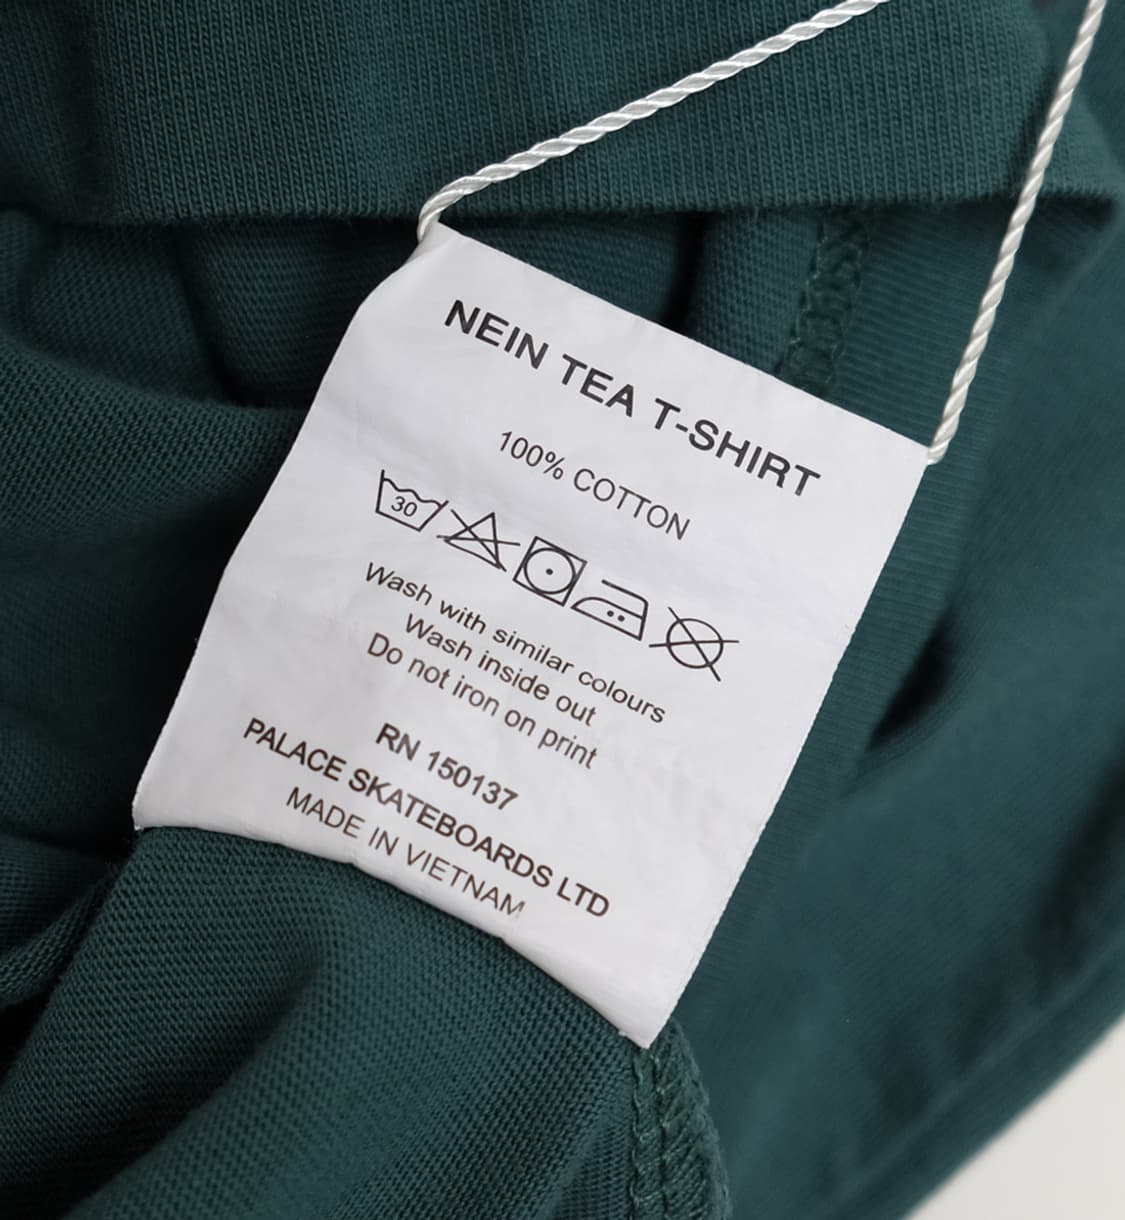 NEIN TEA T-SHIRT
100% COTTON
30
Wash with similar colours
Wash inside out
Do not iron on print
RN 150137
PALACE SKATEBOARDS LTD
MADE IN VIETNAM